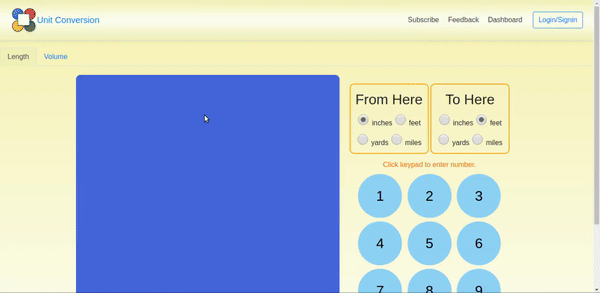 Unit Conversion
Subscribe Feedback Dashboard Login/Signin
Length Volume
From Here To Here
inches feet inches feet
yards miles yards miles
Click keypad to enter number.
1 2 3
4 5 6
7 8 9